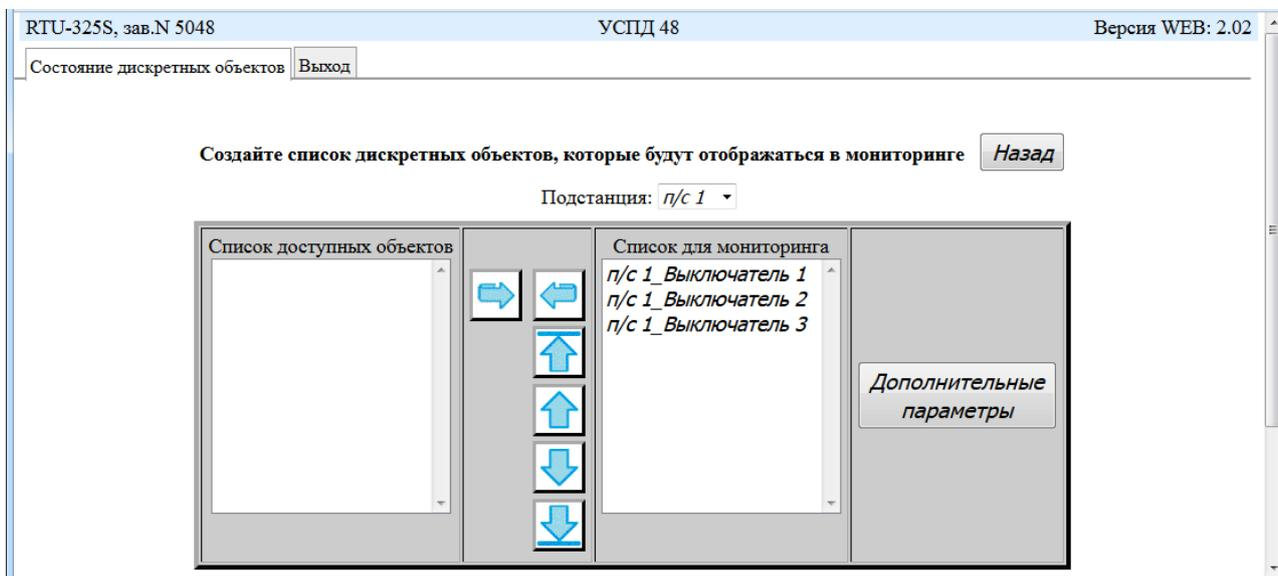 RTU-325S, зав.N 5048 УСПД 48 Версия WEB: 2.02
Состояние дискретных объектов Выход
Создайте список дискретных объектов, которые будут отображаться в мониторинге Назад
Подстанция: п/с 1
Список доступных объектов Список для мониторинга
п/с 1_Выключатель 1
п/с 1_Выключатель 2
п/с 1_Выключатель 3
Дополнительные
параметры